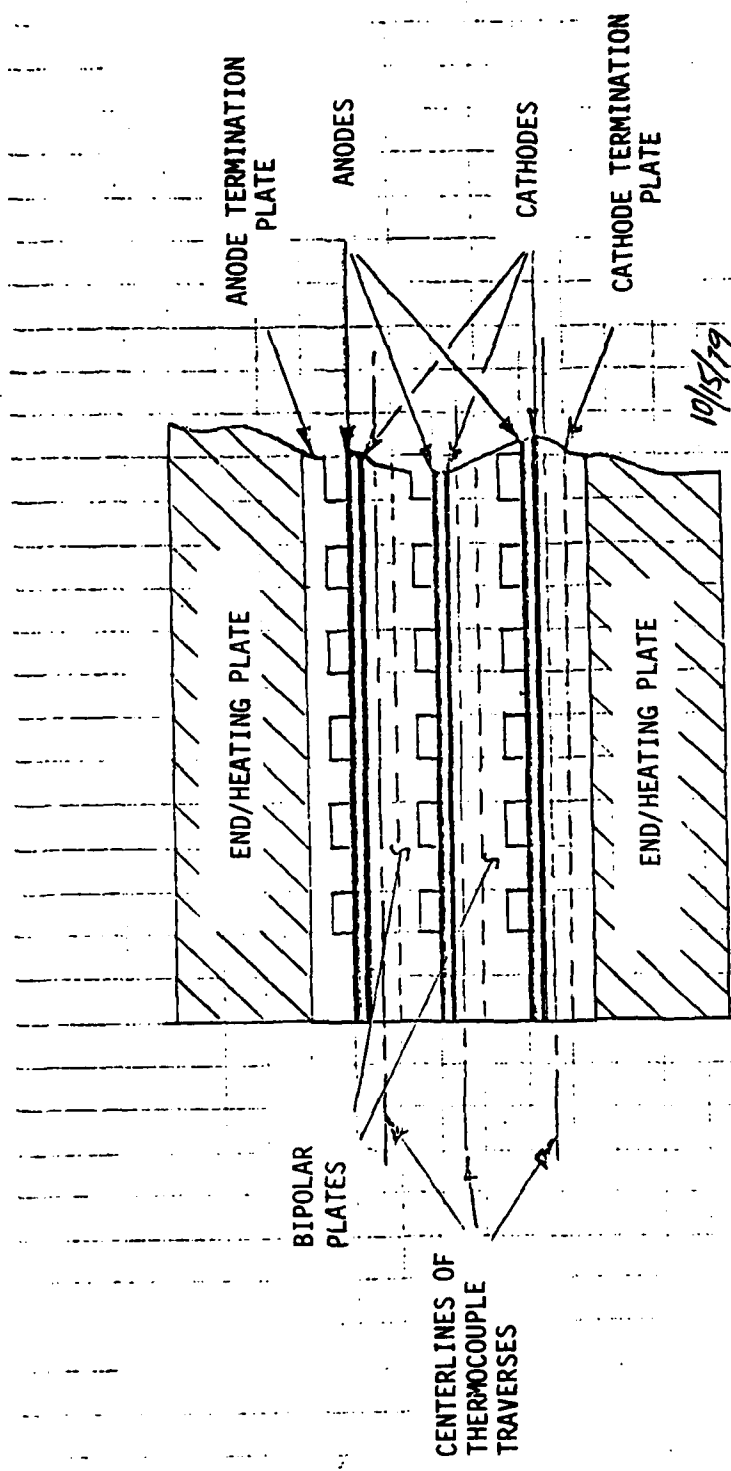 ANODE TERMINATION
PLATE
ANODES
CATHODES
CATHODE TERMINATION
PLATE
10/15/79
END/HEATING PLATE
END/HEATING PLATE
BIPOLAR
PLATES
CENTERLINES OF
THERMOCOUPLE
TRAVERSES